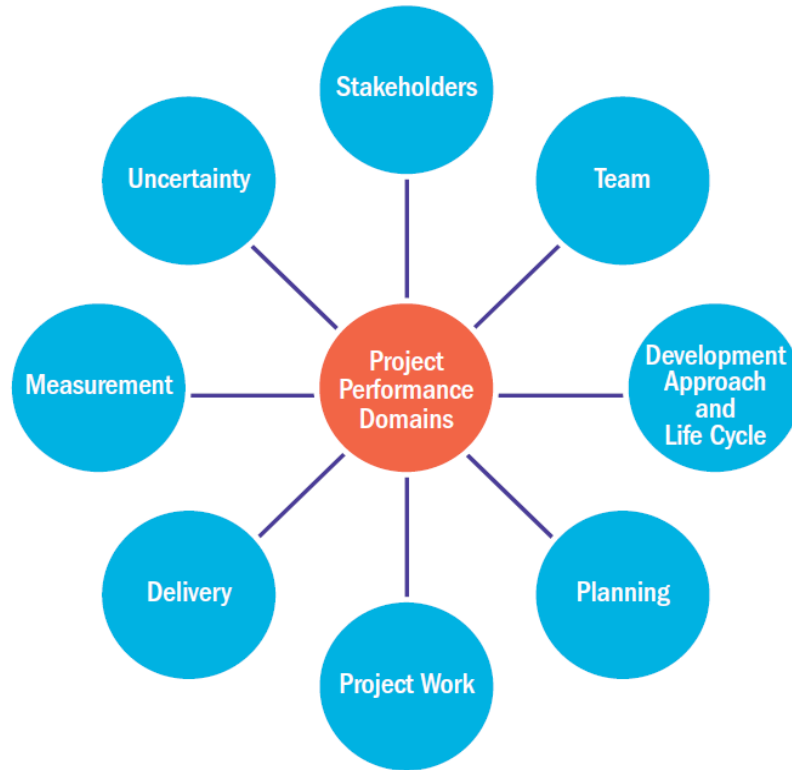 Stakeholders
Uncertainty
Team
Measurement
Project
Performance
Domains
Development
Approach
and
Life Cycle
Delivery
Planning
Project Work